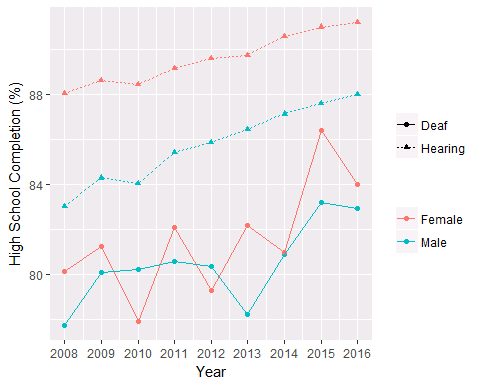 High School Completion (%)
88
84
80
2008 2009 2010 2011 2012 2013 2014 2015 2016
Year
Deaf
Hearing
Female
Male